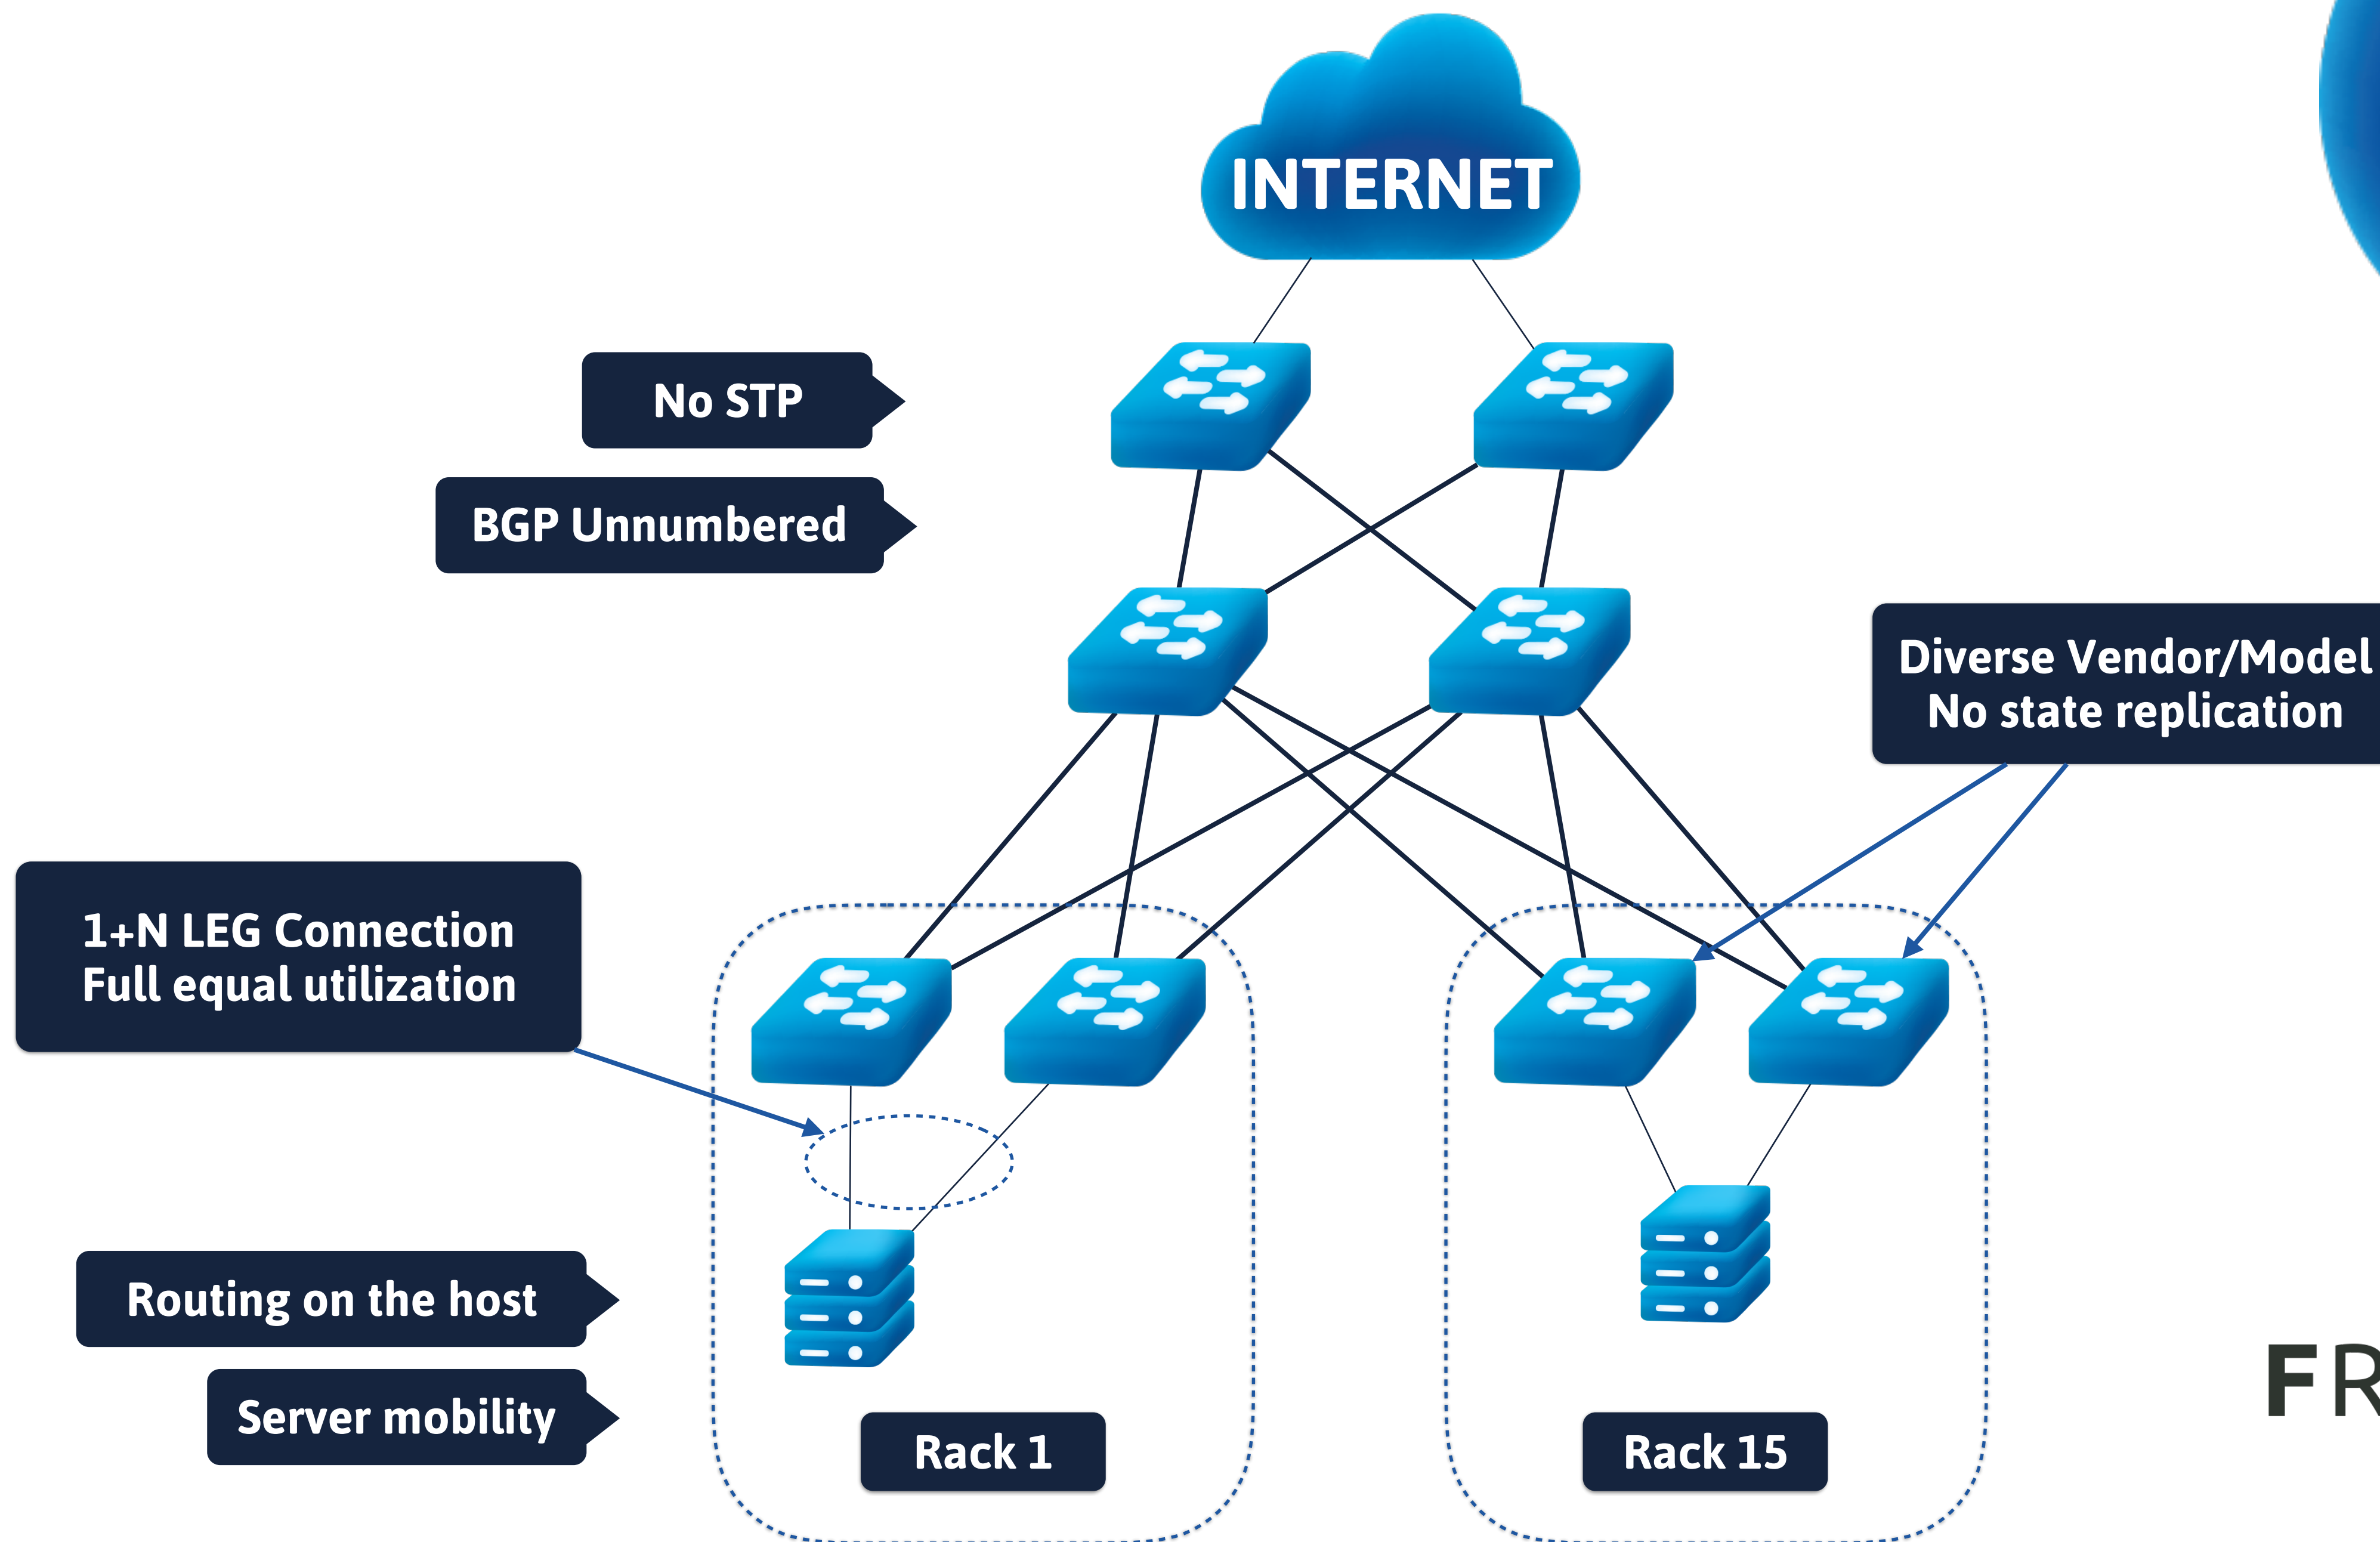 INTERNET
No STP
BGP Unnumbered
Diverse Vendor/Model
No state replication
1+N LEG Connection
Full equal utilization
Routing on the host
Server mobility
Rack 1
Rack 15
FR